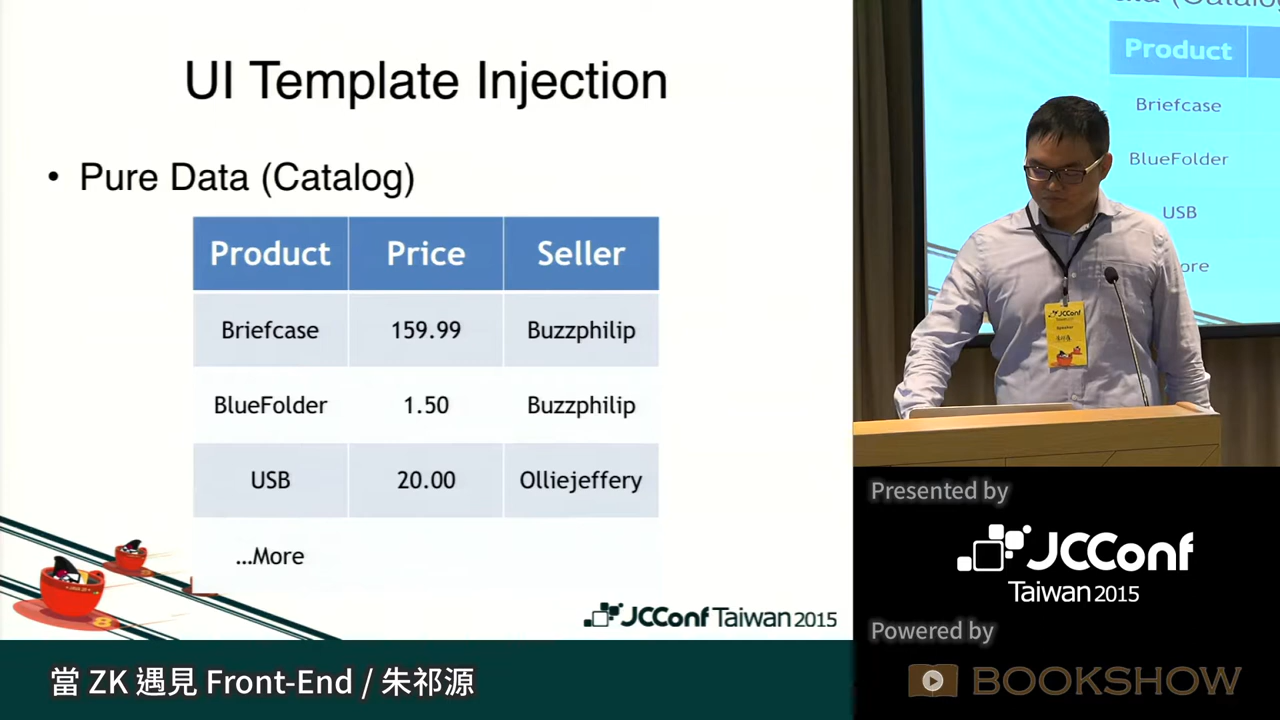 UI Template Injection
• Pure Data (Catalog)
Product Price Seller
Briefcase 159.99 Buzzphilip
BlueFolder 1.50 Buzzphilip
USB 20.00 Olliejeffery
...More
JCConf Taiwan 2015
當 ZK 遇見 Front-End / 朱祁源
Product
Briefcase
BlueFolder
USB
ore
JCConf
Presented by
JCConf
Taiwan 2015
Powered by
BOOKSHOW